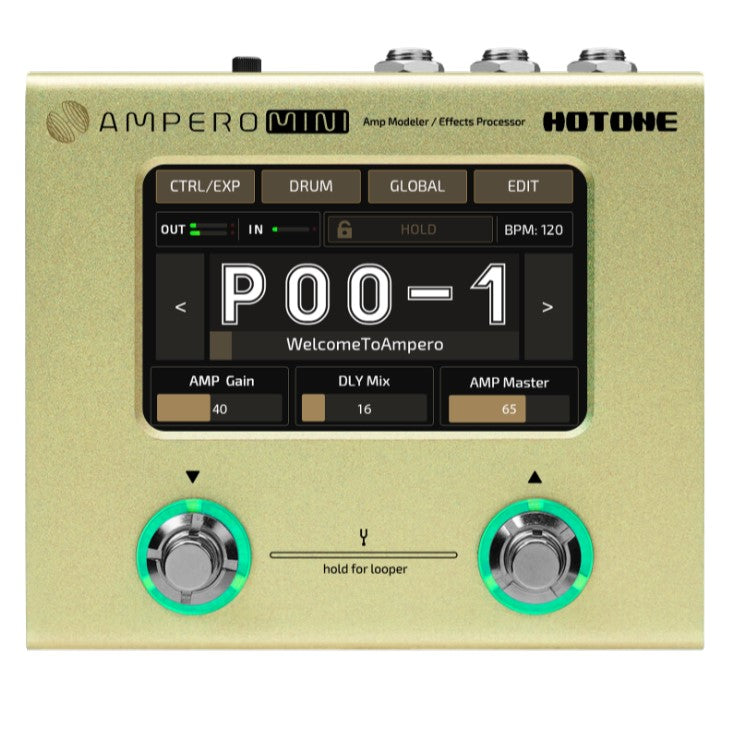 AMPERO MINI Amp Modeler / Effects Processor HOTONE
CTRL/EXP DRUM GLOBAL EDIT
OUT IN HOLD BPM: 120
< P00-1 >
WelcomeToAmpero
AMP Gain DLY Mix AMP Master
40 16 65
▼ ▲
hold for looper